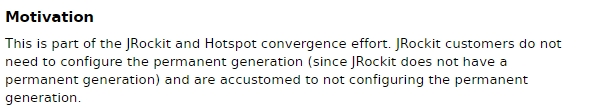 Motivation
This is part of the JRockit and Hotspot convergence effort. JRockit customers do not
need to configure the permanent generation (since JRockit does not have a
permanent generation) and are accustomed to not configuring the permanent
generation.